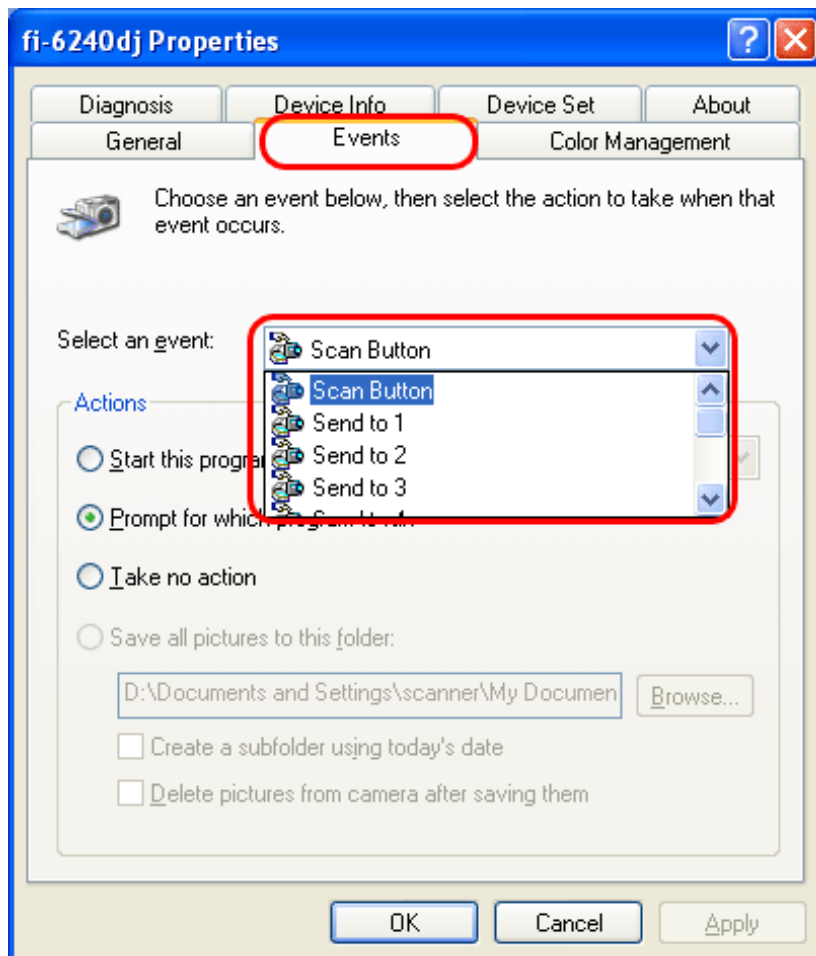 fi-6240dj Properties
Diagnosis Device Info Device Set About
General Events Color Management
Choose an event below, then select the action to take when that
event occurs.
Select an event: Scan Button
Scan Button
Send to 1
Send to 2
Send to 3
Actions
Start this
Prompt for which
Take no action
Save all pictures to this folder:
D:\Documents and Settings\scanner\My Documen Browse...
Create a subfolder using today's date
Delete pictures from camera after saving them
OK Cancel Apply